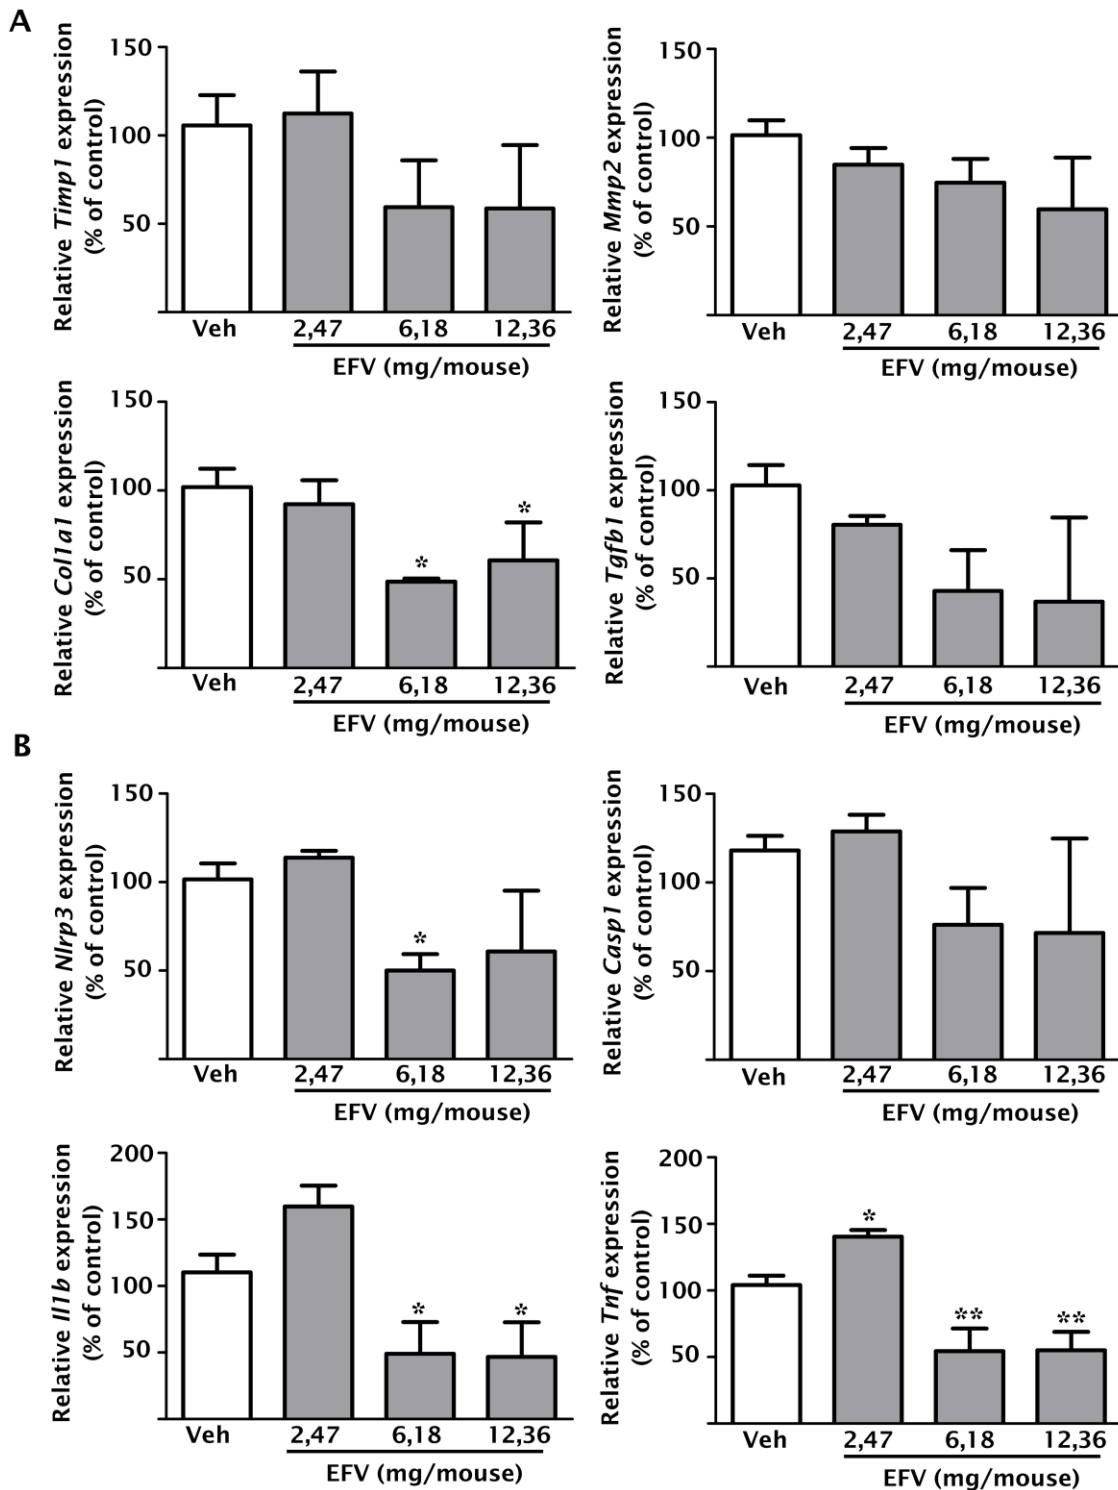 A
Relative Timp1 expression
(% of control)
150
100
50
Veh
2,47
6,18
12,36
EFV (mg/mouse)
Relative Mmp2 expression
(% of control)
150
100
50
Veh
2,47
6,18
12,36
EFV (mg/mouse)
Relative Col1a1 expression
(% of control)
150
100
50
*
*
Veh
2,47
6,18
12,36
EFV (mg/mouse)
Relative Tgfb1 expression
(% of control)
150
100
50
Veh
2,47
6,18
12,36
EFV (mg/mouse)
B
Relative Nlrp3 expression
(% of control)
150
100
50
*
Veh
2,47
6,18
12,36
EFV (mg/mouse)
Relative Casp1 expression
(% of control)
150
100
50
Veh
2,47
6,18
12,36
EFV (mg/mouse)
Relative Il1b expression
(% of control)
200
150
100
50
*
*
Veh
2,47
6,18
12,36
EFV (mg/mouse)
Relative Tnf expression
(% of control)
200
150
100
50
*
**
**
Veh
2,47
6,18
12,36
EFV (mg/mouse)